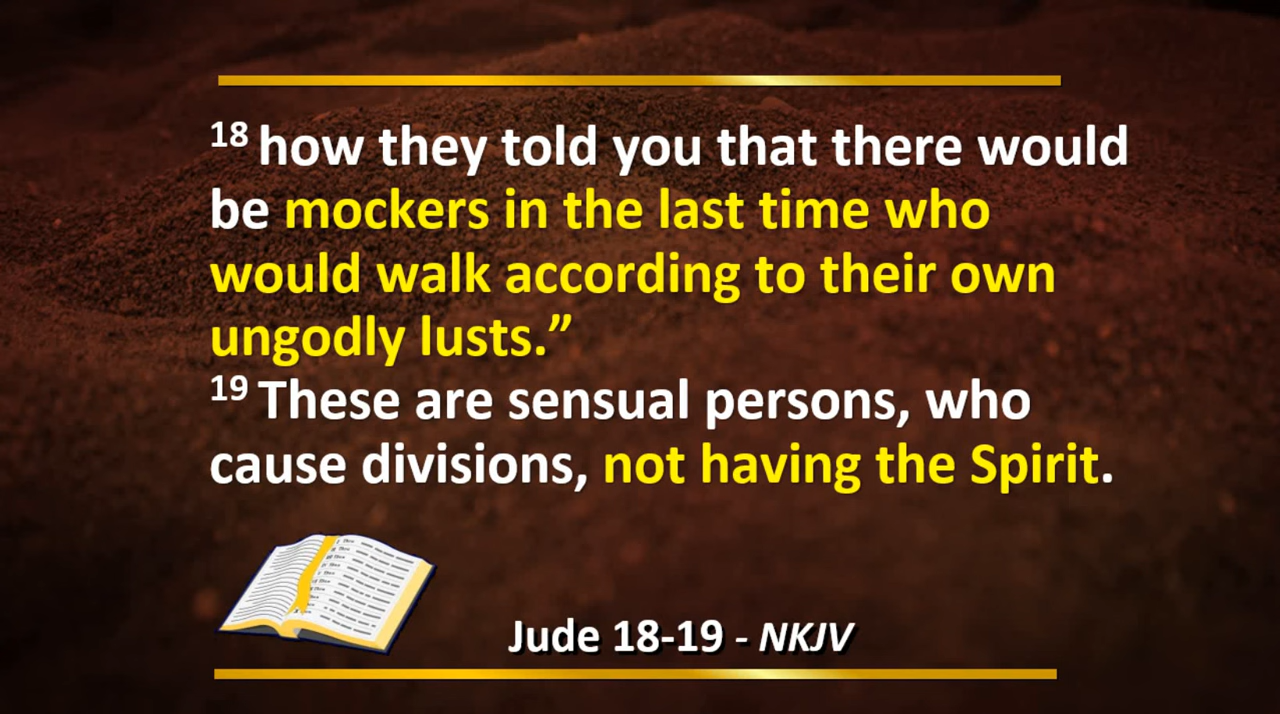 18 how they told you that there would
be mockers in the last time who
would walk according to their own
ungodly lusts.”
19 These are sensual persons, who
cause divisions, not having the Spirit.
Jude 18-19 - NKJV